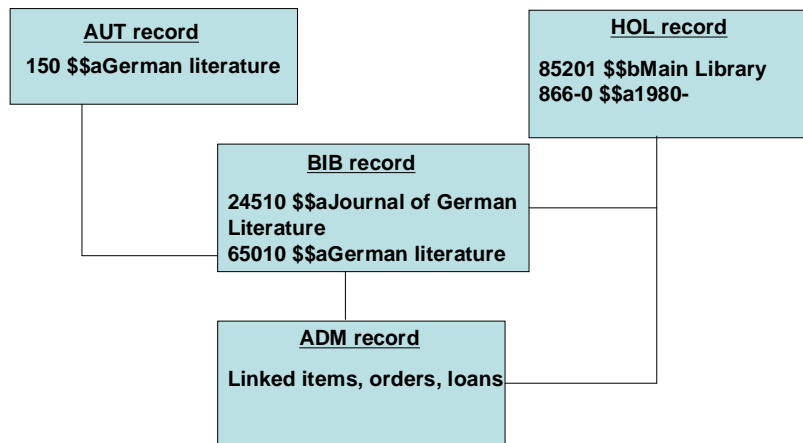 AUT record
150 $$aGerman literature
HOL record
85201 $$bMain Library
866-0 $$a1980-
BIB record
24510 $$aJournal of German
Literature
65010 $$aGerman literature
ADM record
Linked items, orders, loans